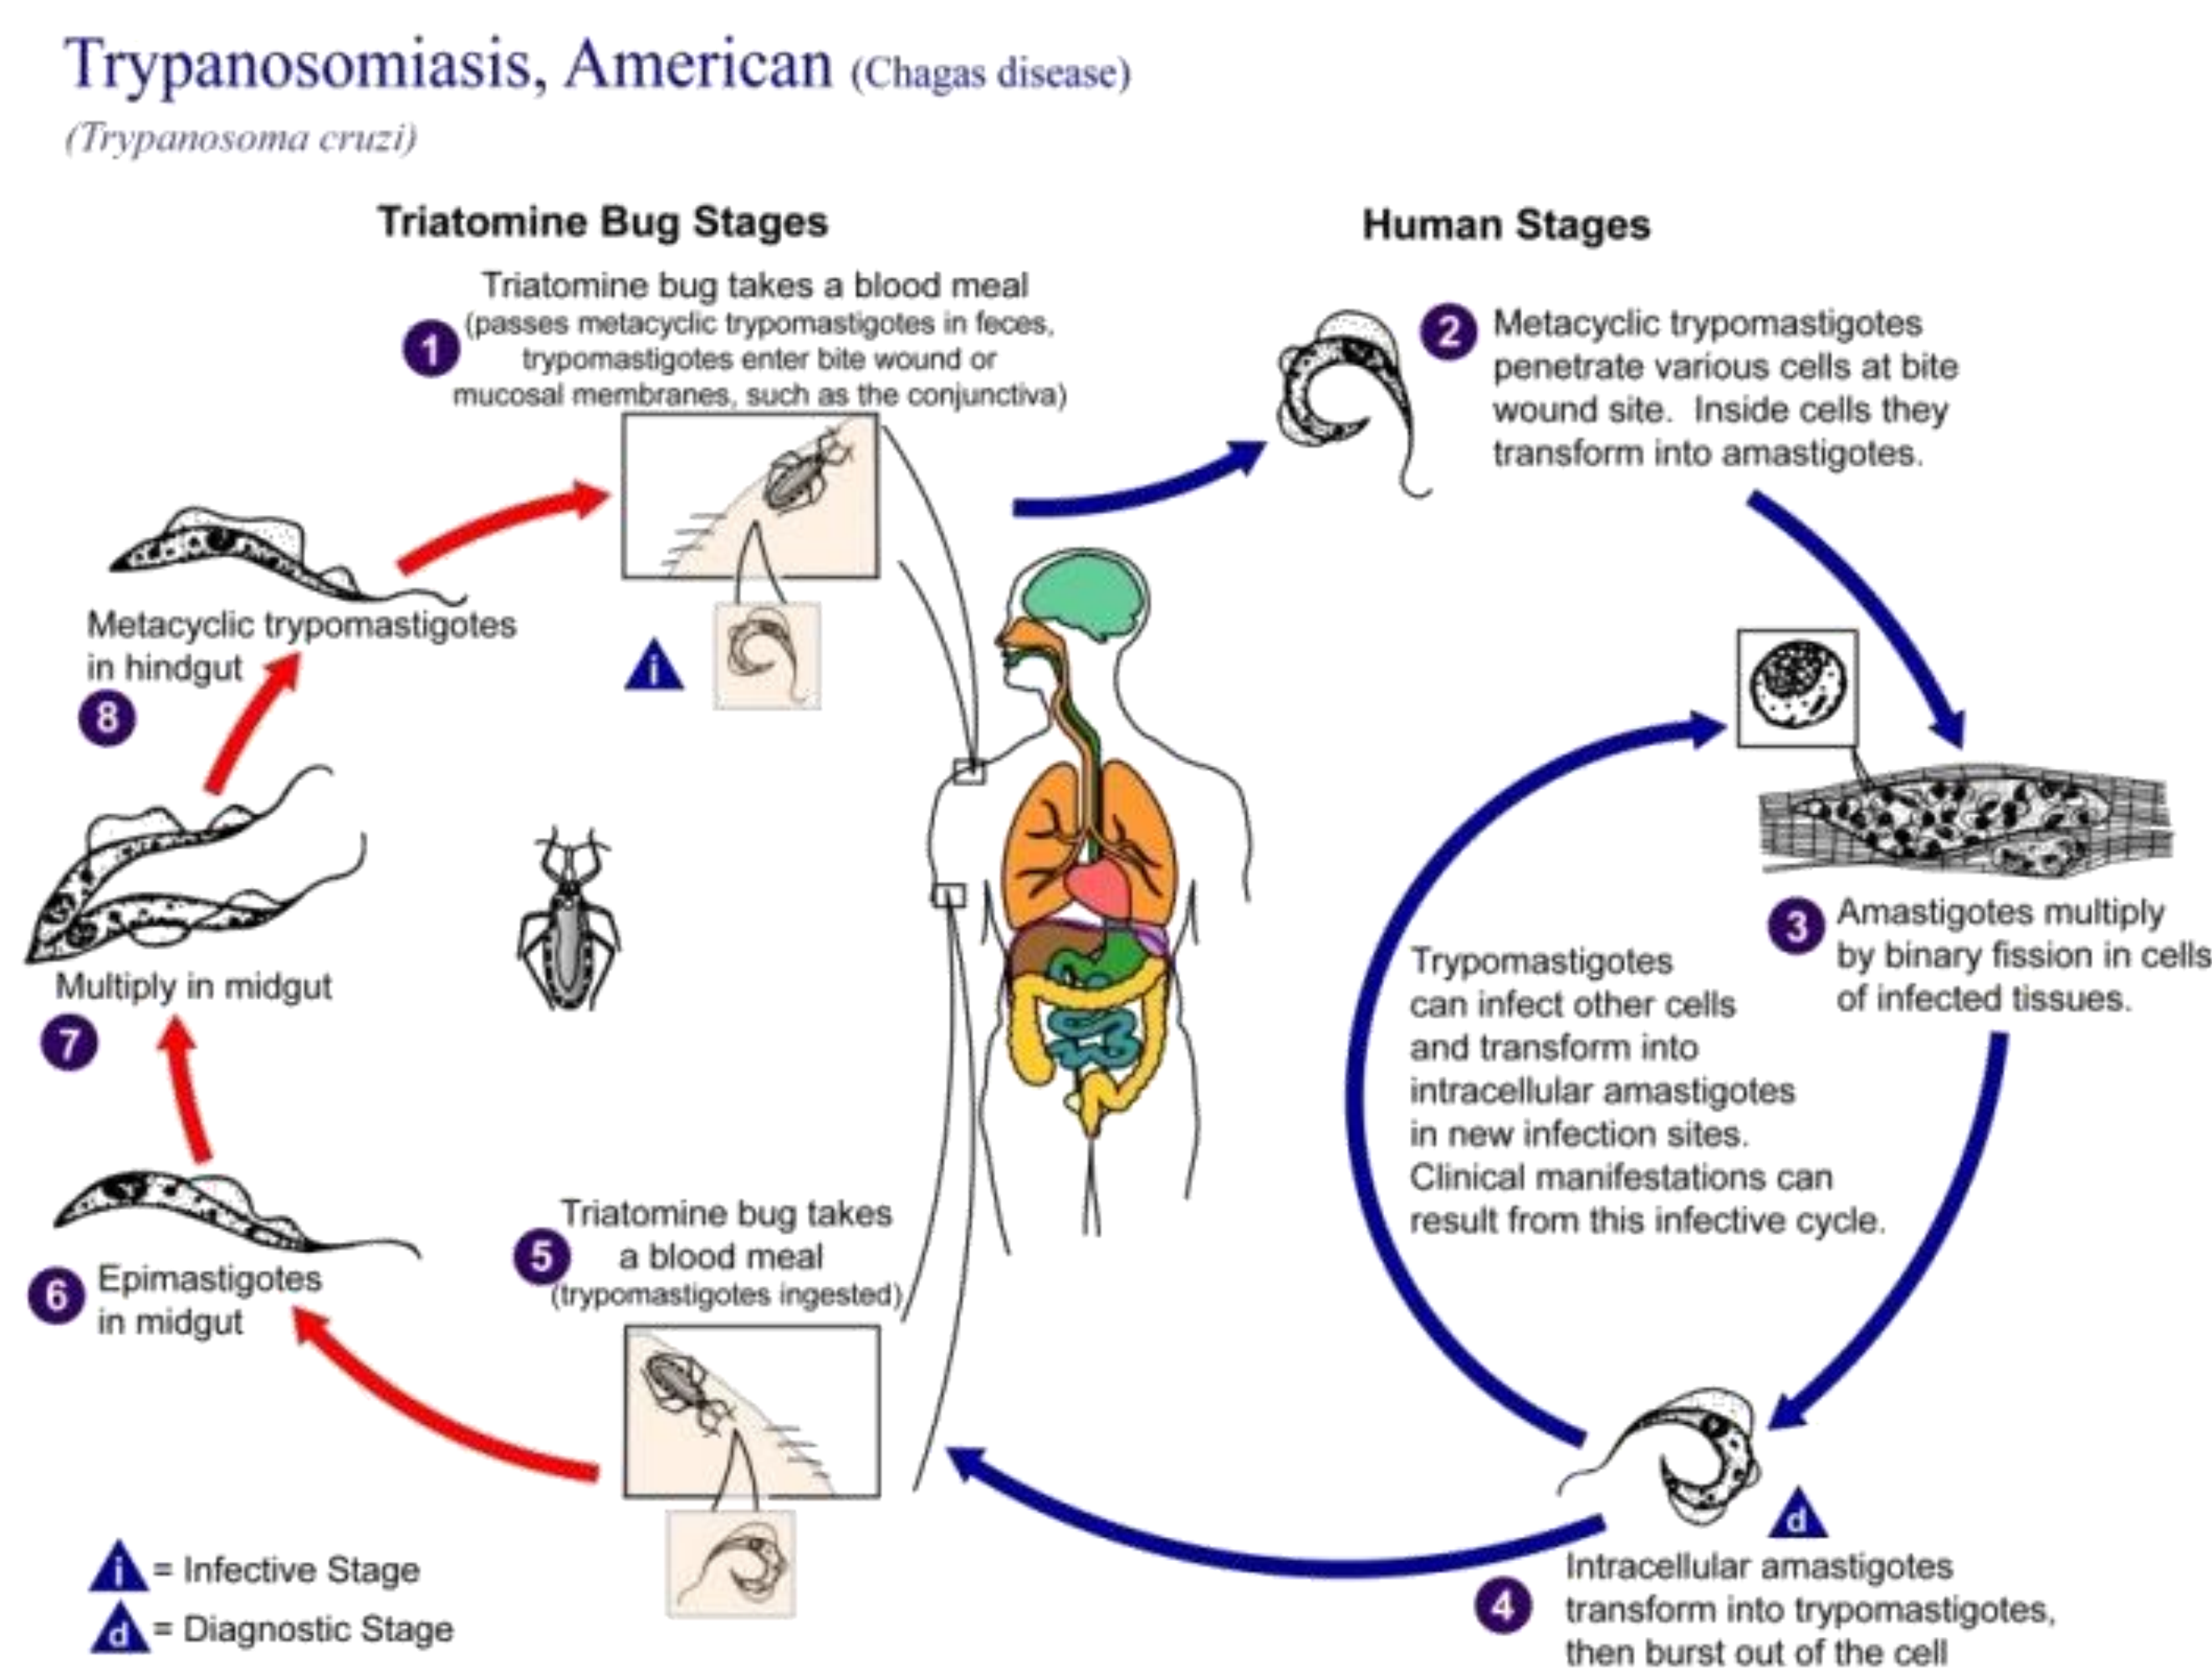 Trypanosomiasis, American (Chagas disease)
(Trypanosoma cruzi)
Triatomine Bug Stages
Human Stages
1
Triatomine bug takes a blood meal
(passes metacyclic trypomastigotes in feces,
trypomastigotes enter bite wound or
mucosal membranes, such as the conjunctiva)
i
2
Metacyclic trypomastigotes
penetrate various cells at bite
wound site. Inside cells they
transform into amastigotes.
3
Amastigotes multiply
by binary fission in cells
of infected tissues.
Trypomastigotes
can infect other cells
and transform into
intracellular amastigotes
in new infection sites.
Clinical manifestations can
result from this infective cycle.
d
4
Intracellular amastigotes
transform into trypomastigotes,
then burst out of the cell
5
Triatomine bug takes
a blood meal
(trypomastigotes ingested)
6
Epimastigotes
in midgut
Multiply in midgut
7
Metacyclic trypomastigotes
in hindgut
8
i = Infective Stage
d = Diagnostic Stage